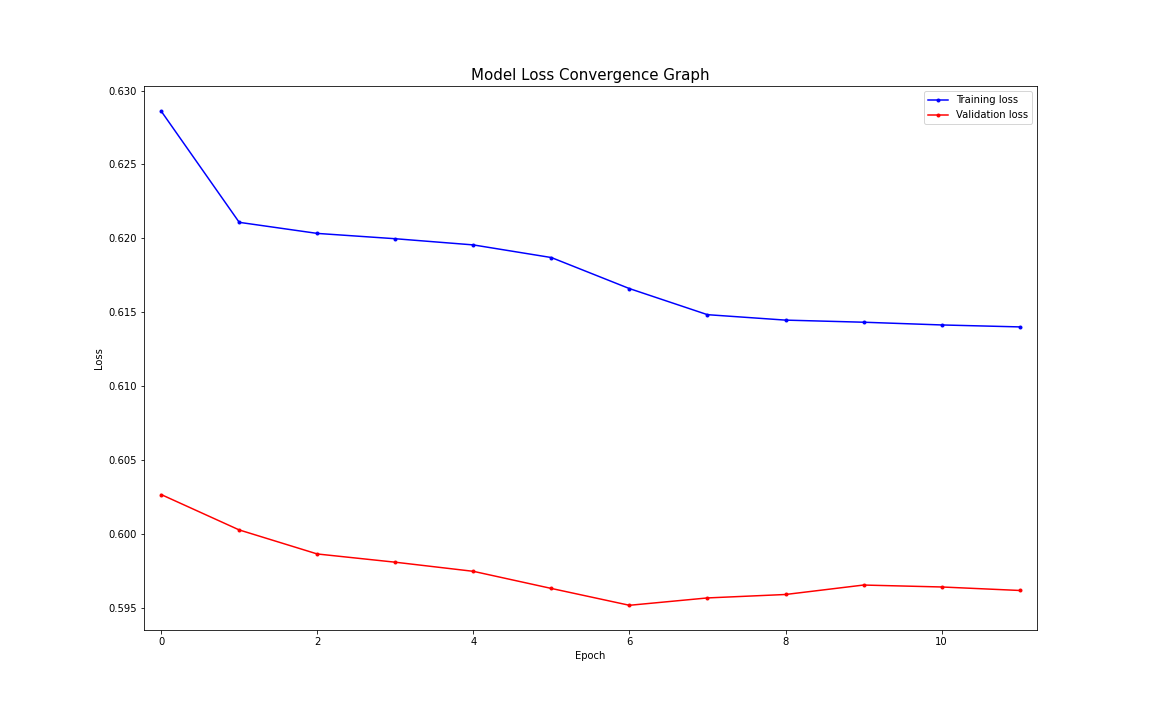 Model Loss Convergence Graph
Training loss
Validation loss
0.630
0.625
0.620
0.615
0.610
0.605
0.600
0.595
Loss
0 2 4 6 8 10
Epoch